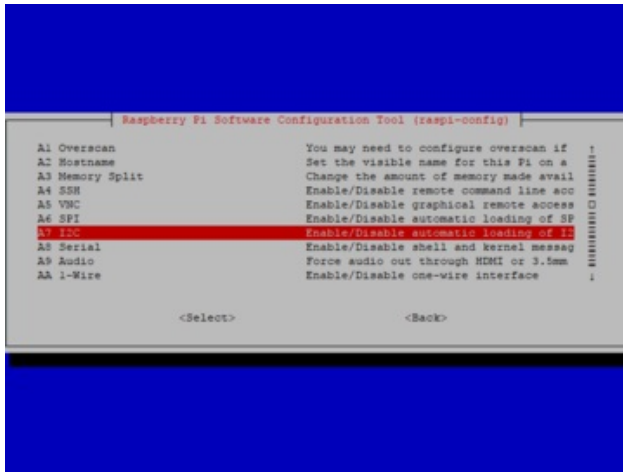 Raspberry Pi Software Configuration Tool (raspi-config)
A1 Overscan You may need to configure overscan if
A2 Hostname Set the visible name for this Pi on a
A3 Memory Split Change the amount of memory made avail
A4 SSH Enable/Disable remote command line acc
A5 VNC Enable/Disable graphical remote access
A6 SPI Enable/Disable automatic loading of SP
A7 I2C Enable/Disable automatic loading of I2
A8 Serial Enable/Disable shell and kernel messag
A9 Audio Force audio out through HDMI or 3.5mm
AA 1-Wire Enable/Disable one-wire interface
<Select> <Back>